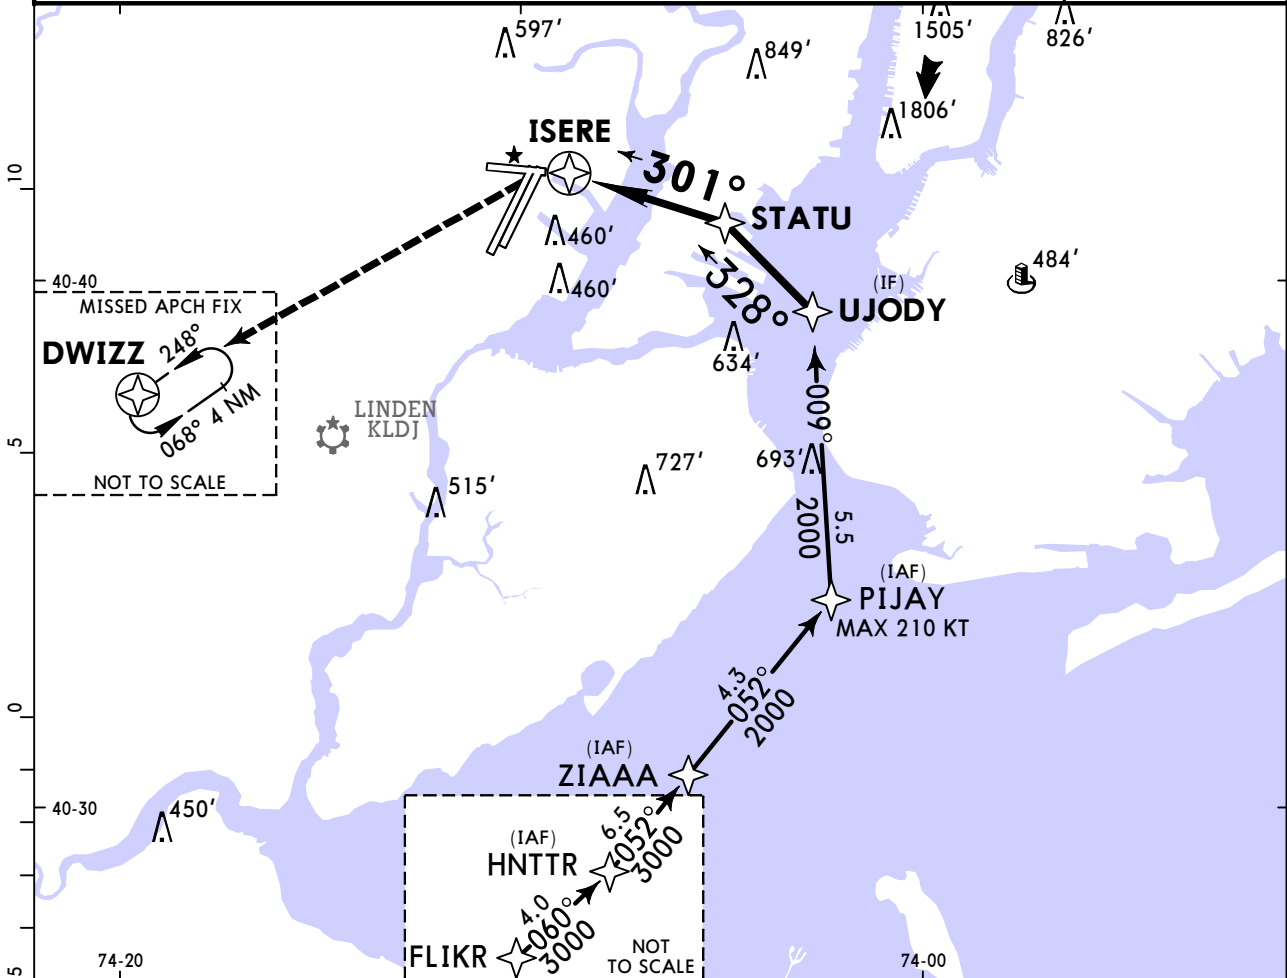 597'
849'
1505'
826'
1806'
ISERE
301°
10
STATU
460'
484'
40-40
460'
328°
(IF)
UJODY
MISSED APCH FIX
248°
DWIZZ
634'
068° 4 NM
009°
LINDEN
KLDJ
5
693'
727'
NOT TO SCALE
515'
5.5
2000
(IAF)
PIJAY
MAX 210 KT
4.3
052°
2000
0
(IAF)
ZIAAA
40-30
450'
6.5
052°
3000
(IAF)
HNTTR
4.0
060°
3000
FLIKR
NOT
TO SCALE
5
74-20
74-00